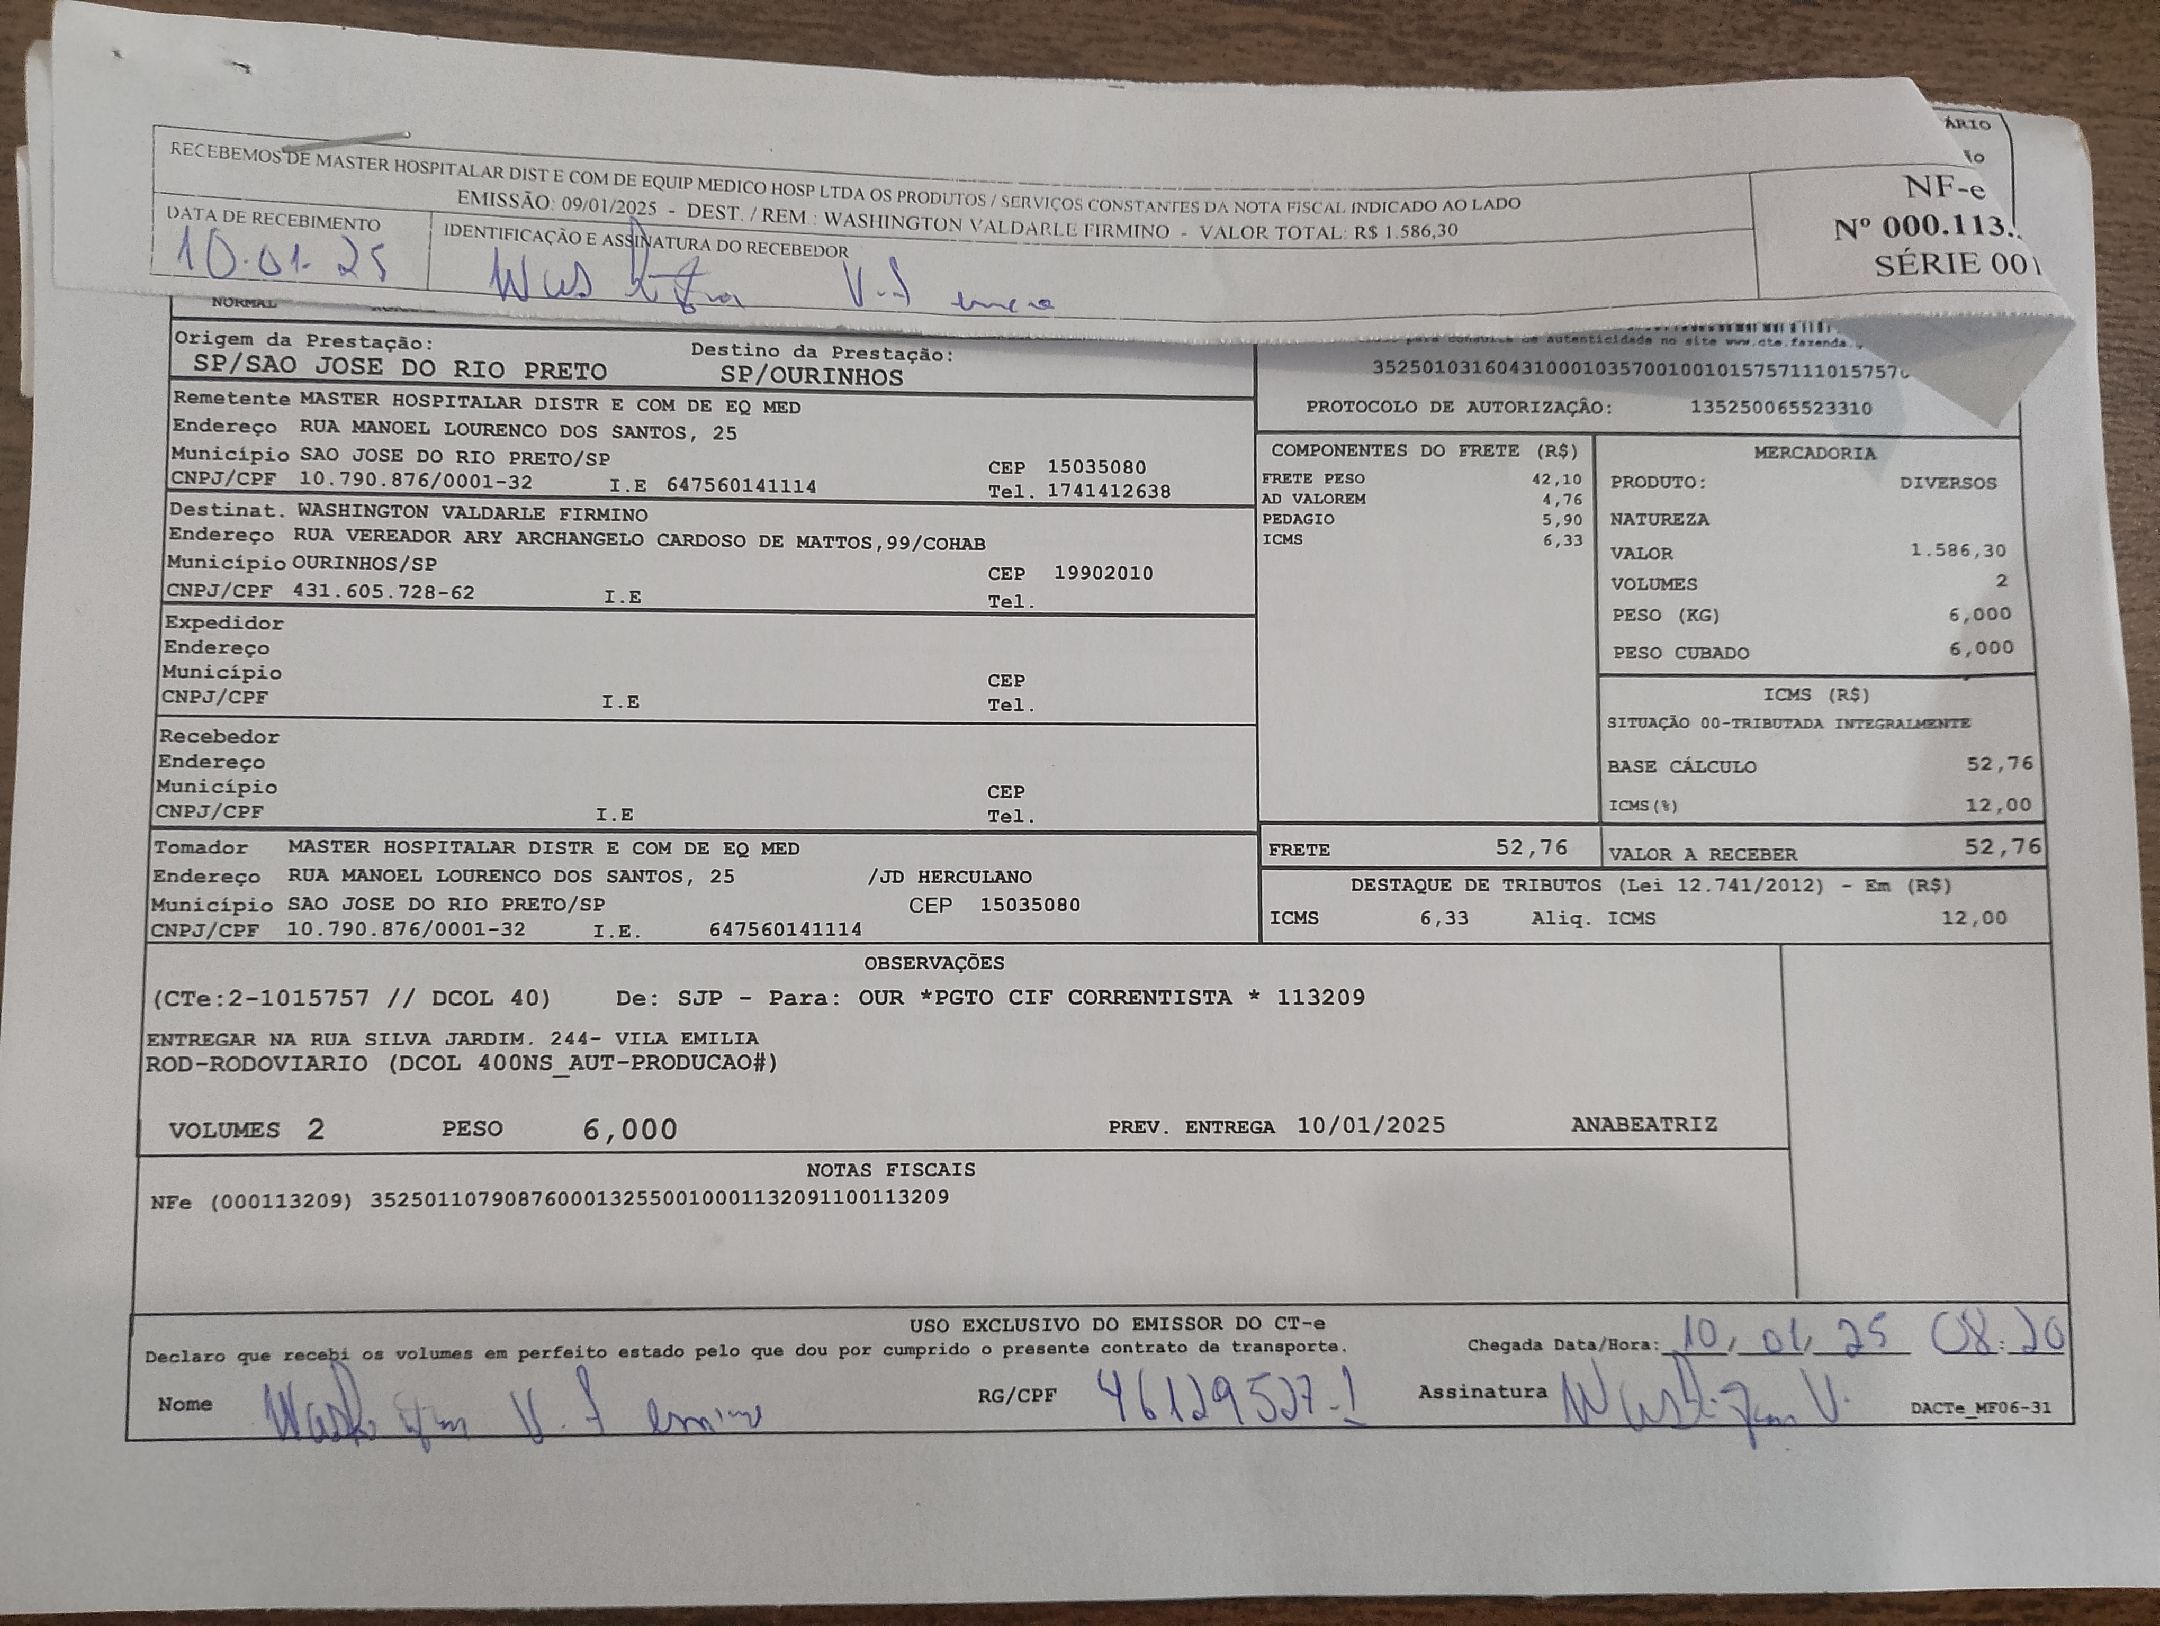 ÁRIO
RECEBEMOS DE MASTER HOSPITALAR DIST E COM DE EQUIP MEDICO HOSP LTDA OS PRODUTOS / SERVIÇOS CONSTANTES DA NOTA FISCAL INDICADO AO LADO
EMISSÃO: 09/01/2025 - DEST. / REM : WASHINGTON VALDARLE FIRMINO - VALOR TOTAL: R$ 1.586,30
NF-e
Nº 000.113.
SÉRIE 001
DATA DE RECEBIMENTO
10.01.25
IDENTIFICAÇÃO E ASSINATURA DO RECEBEDOR
NORMAL
Origem da Prestação:
SP/SAO JOSE DO RIO PRETO
Destino da Prestação:
SP/OURINHOS
para consulta de autenticidade no site www.cte.fazenda.
PROTOCOLO DE AUTORIZAÇÃO: 135250065523310
Remetente MASTER HOSPITALAR DISTR E COM DE EQ MED
Endereço RUA MANOEL LOURENCO DOS SANTOS, 25
Município SAO JOSE DO RIO PRETO/SP CEP 15035080
CNPJ/CPF 10.790.876/0001-32 I.E 647560141114 Tel. 1741412638
Destinat. WASHINGTON VALDARLE FIRMINO
Endereço RUA VEREADOR ARY ARCHANGELO CARDOSO DE MATTOS,99/COHAB
Município OURINHOS/SP CEP 19902010
CNPJ/CPF 431.605.728-62 I.E Tel.
Expedidor
Endereço
Município CEP
CNPJ/CPF I.E Tel.
Recebedor
Endereço
Município CEP
CNPJ/CPF I.E Tel.
Tomador MASTER HOSPITALAR DISTR E COM DE EQ MED
Endereço RUA MANOEL LOURENCO DOS SANTOS, 25 /JD HERCULANO
Município SAO JOSE DO RIO PRETO/SP CEP 15035080
CNPJ/CPF 10.790.876/0001-32 I.E. 647560141114
COMPONENTES DO FRETE (R$)
FRETE PESO 42,10
AD VALOREM 4,76
PEDAGIO 5,90
ICMS 6,33
MERCADORIA
PRODUTO: DIVERSOS
NATUREZA
VALOR 1.586,30
VOLUMES 2
PESO (KG) 6,000
PESO CUBADO 6,000
ICMS (R$)
SITUAÇÃO 00-TRIBUTADA INTEGRALMENTE
BASE CÁLCULO 52,76
ICMS(%) 12,00
FRETE 52,76 VALOR A RECEBER 52,76
DESTAQUE DE TRIBUTOS (Lei 12.741/2012) - Em (R$)
ICMS 6,33 Aliq. ICMS 12,00
OBSERVAÇÕES
(CTe:2-1015757 // DCOL 40) De: SJP - Para: OUR *PGTO CIF CORRENTISTA * 113209
ENTREGAR NA RUA SILVA JARDIM. 244- VILA EMILIA
ROD-RODOVIARIO (DCOL 400NS_AUT-PRODUCAO#)
VOLUMES 2 PESO 6,000 PREV. ENTREGA 10/01/2025 ANABEATRIZ
NOTAS FISCAIS
NFe (000113209) 35250110790876000132550010001132091100113209
USO EXCLUSIVO DO EMISSOR DO CT-e
Declaro que recebi os volumes em perfeito estado pelo que dou por cumprido o presente contrato de transporte.
Chegada Data/Hora: 10, 01, 25 08:20
Nome
RG/CPF 46129527-1
Assinatura
DACTe_MF06-31